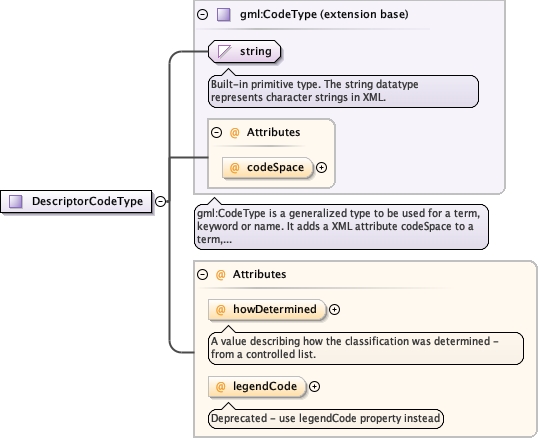 gml:CodeType (extension base)
string
Built-in primitive type. The string datatype
represents character strings in XML.
@ Attributes
@ codeSpace
DescriptorCodeType
gml:CodeType is a generalized type to be used for a term,
keyword or name. It adds a XML attribute codeSpace to a
term,...
@ Attributes
@ howDetermined
A value describing how the classification was determined -
from a controlled list.
@ legendCode
Deprecated - use legendCode property instead